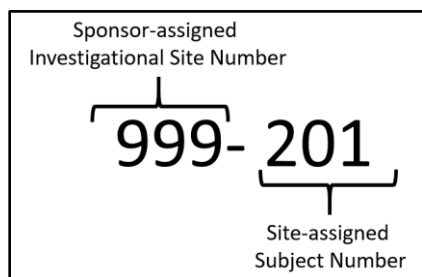 Sponsor-assigned
Investigational Site Number
999- 201
Site-assigned
Subject Number